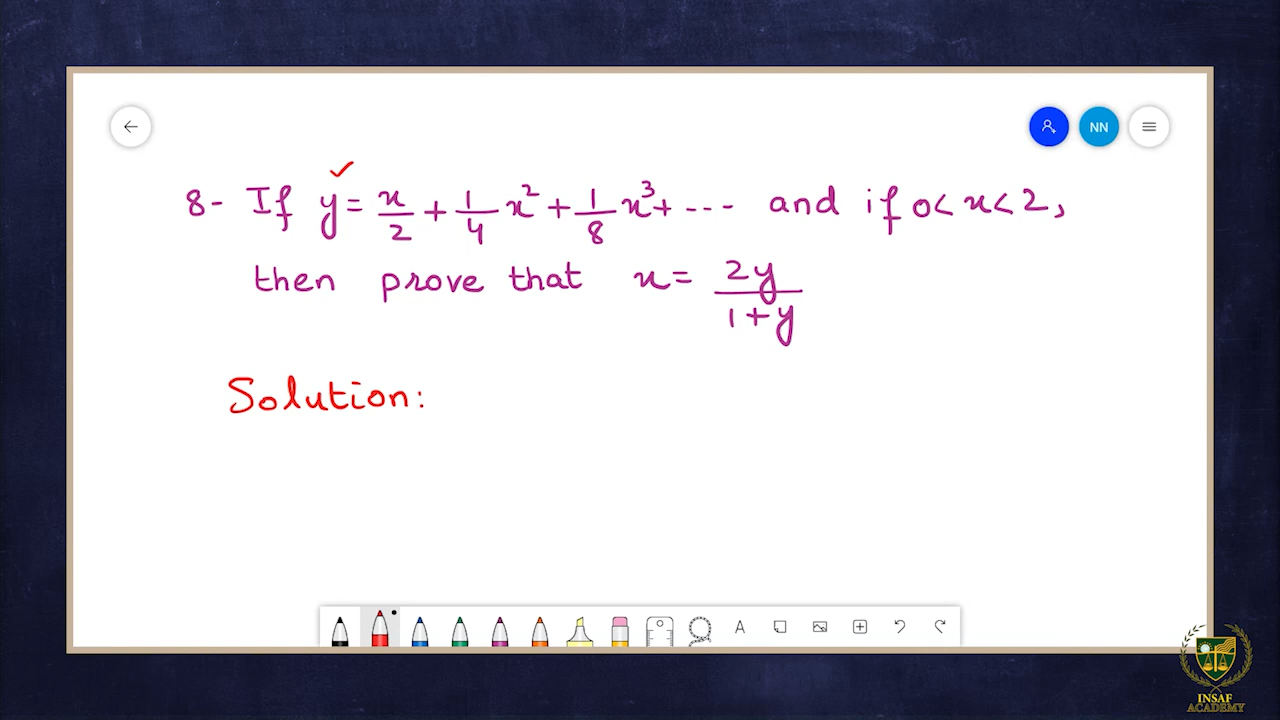 NN
8- If y = x/2 + 1/4 x² + 1/8 x³ + --- and if 0 < x < 2,
then prove that x = 2y/1+y
Solution:
A
INSAF
ACADEMY